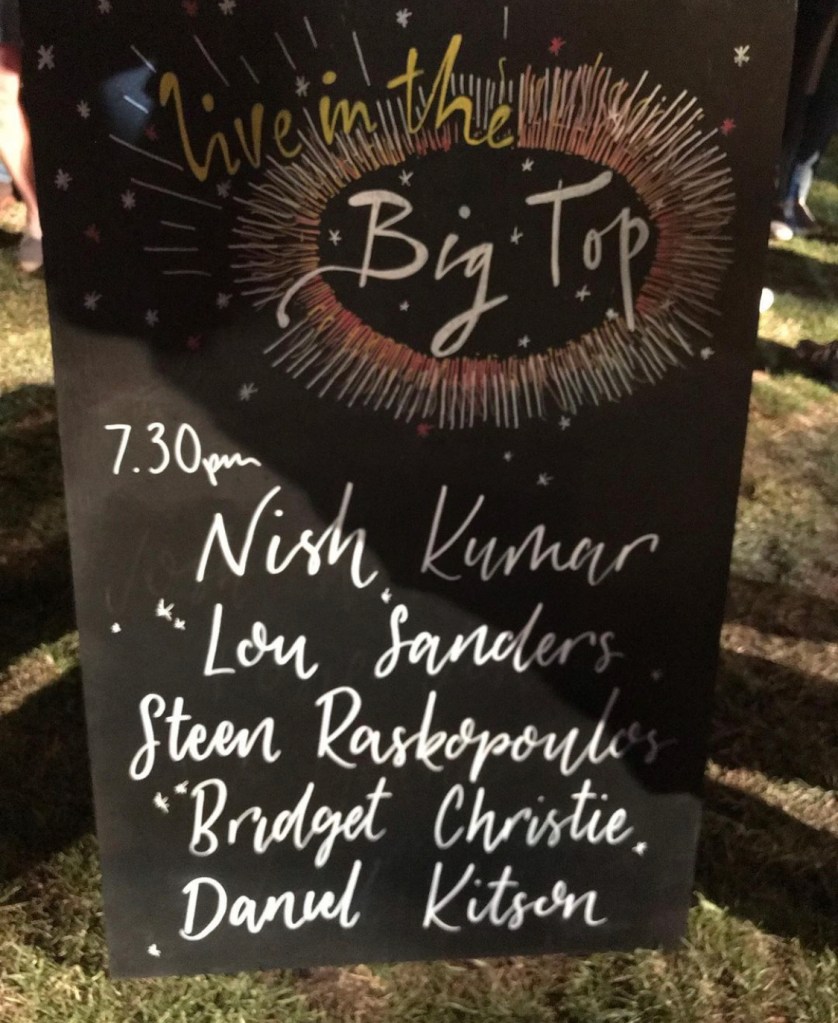 Live in the
Big Top
7.30pm
Nish Kumar
Lou Sanders
Steen Raskopoulos
Bridget Christie
Daniel Kitson